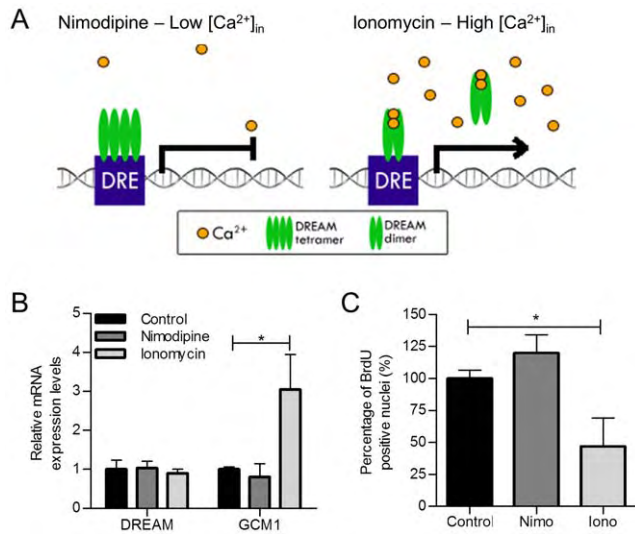 A
Nimodipine – Low [Ca²⁺]in
Ionomycin – High [Ca²⁺]in
DRE
DRE
Ca²⁺
DREAM
tetramer
DREAM
dimer
B
Relative mRNA
expression levels
5
4
3
2
1
0
Control
Nimodipine
Ionomycin
*
DREAM
GCM1
C
Percentage of BrdU
positive nuclei (%)
150
125
100
75
50
25
0
*
Control
Nimo
Iono